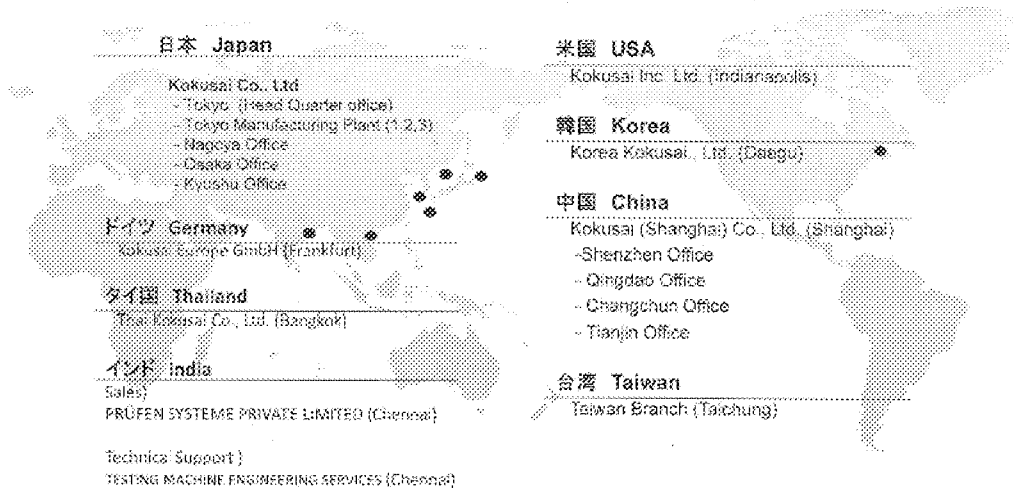 日本 Japan
Kokusai Co., Ltd
- Tokyo (Head Quarter office)
- Tokyo Manufacturing Plant (1,2,3)
- Nagoya Office
- Osaka Office
- Kyushu Office
ドイツ Germany
Kokusai Europe GmbH (Frankfurt)
タイ国 Thailand
Thai Kokusai Co., Ltd. (Bangkok)
インド india
Sales)
PRÜFEN SYSTEME PRIVATE LIMITED (Chennai)
Technical Support )
TESTING MACHINE ENGINEERING SERVICES (Chennai)
米国 USA
Kokusai Inc. Ltd. (Indianapolis)
韓国 Korea
Korea Kokusai., Ltd. (Daegu)
中国 China
Kokusai (Shanghai) Co., Ltd. (Shanghai)
-Shenzhen Office
- Qingdao Office
- Changchun Office
- Tianjin Office
台湾 Taiwan
Taiwan Branch (Taichung)